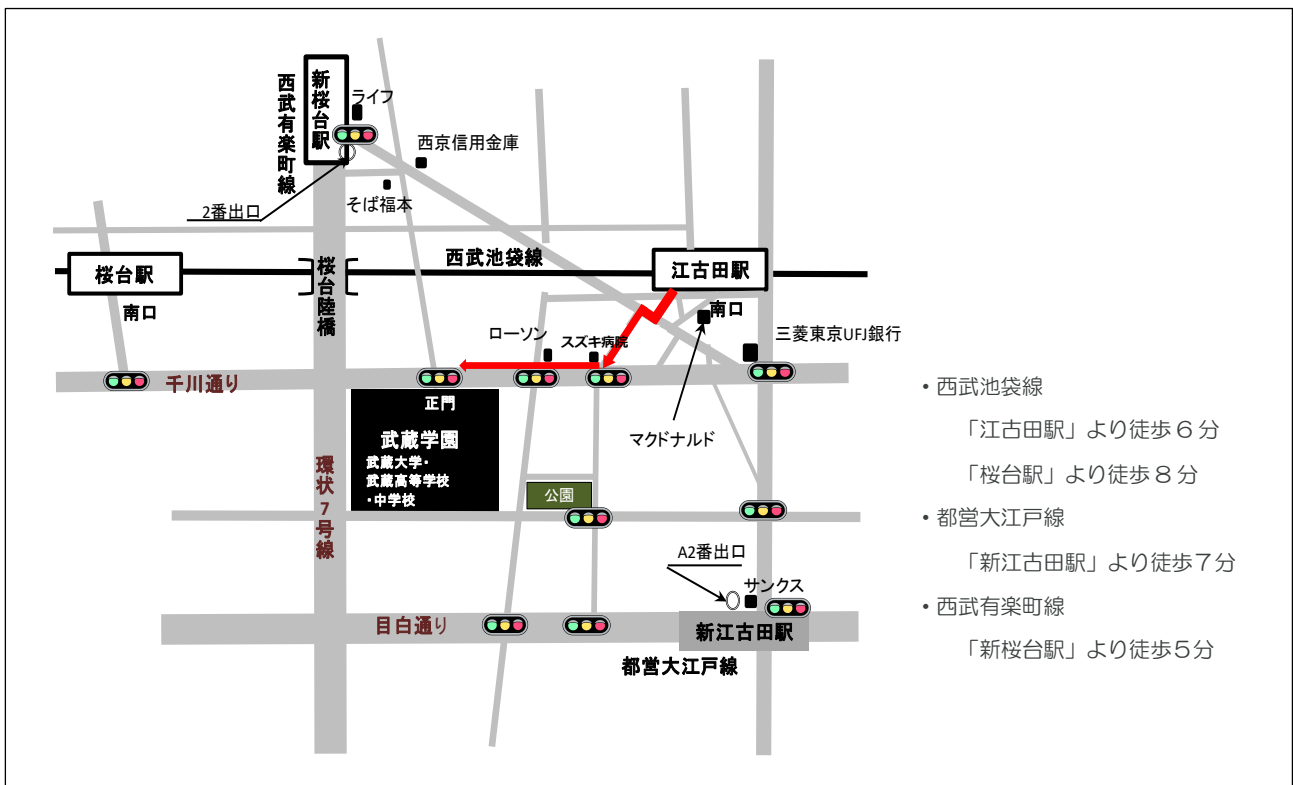 新桜台駅
西武有楽町線
ライフ
西京信用金庫
そば福本
2番出口
桜台駅
南口
桜台陸橋
西武池袋線
江古田駅
南口
ローソン
スズキ病院
三菱東京UFJ銀行
千川通り
正門
武蔵学園
武蔵大学・
武蔵高等学校
・中学校
マクドナルド
環状7号線
公園
A2番出口
サンクス
目白通り
新江古田駅
都営大江戸線
・西武池袋線
「江古田駅」より徒歩6分
「桜台駅」より徒歩8分
・都営大江戸線
「新江古田駅」より徒歩7分
・西武有楽町線
「新桜台駅」より徒歩5分